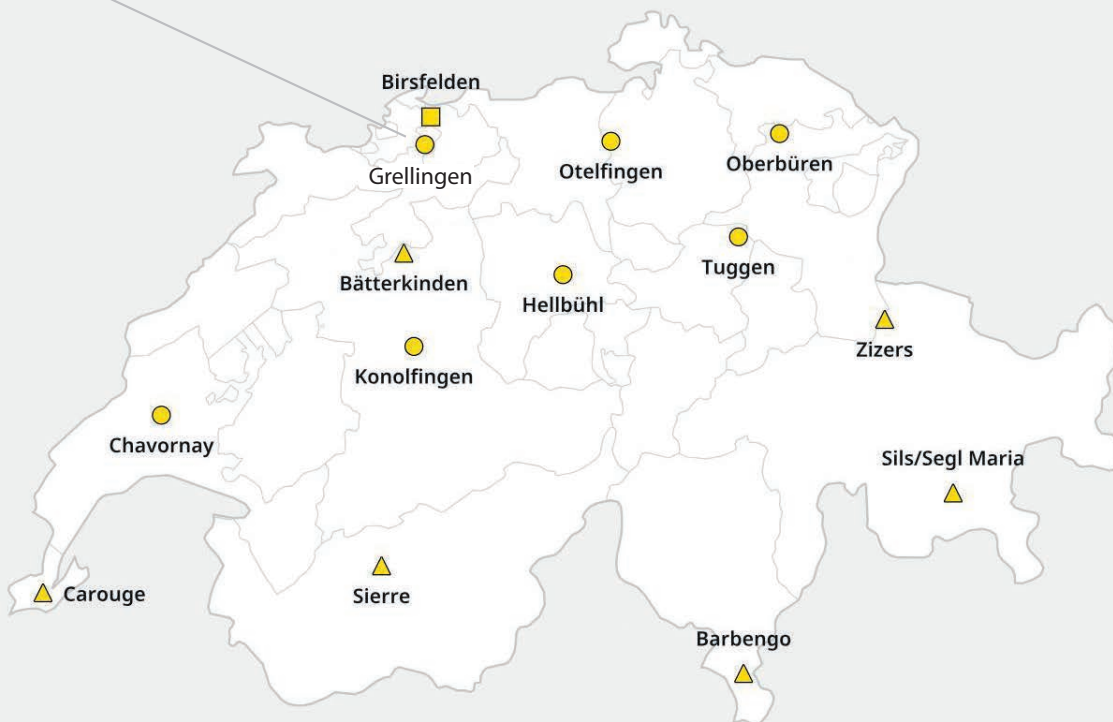 Birsfelden
Grellingen
Otelfingen
Oberbüren
Bätterkinden
Hellbühl
Tuggen
Zizers
Konolfingen
Chavornay
Sils/Segl Maria
Carouge
Sierre
Barbengo